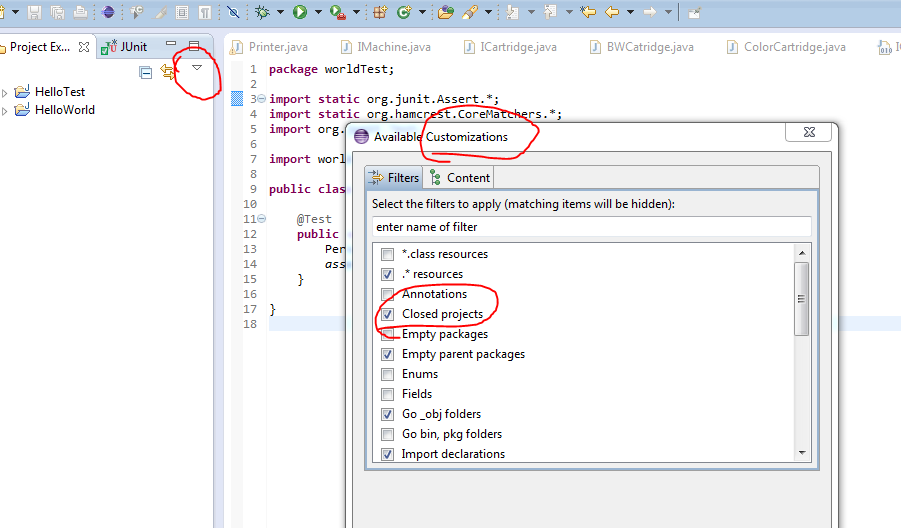 Project Ex...
JUnit
Printer.java
IMachine.java
ICartridge.java
BWCatridge.java
ColorCartridge.java
HelloTest
HelloWorld
1 package worldTest;
2
3 import static org.junit.Assert.*;
4 import static org.hamcrest.CoreMatchers.*;
5 import org.
6
7 import worl
8
9 public clas
10
11 @Test
12 public
13 Per
14 ass
15 }
16
17 }
18
Available Customizations
Filters
Content
Select the filters to apply (matching items will be hidden):
enter name of filter
*.class resources
.* resources
Annotations
Closed projects
Empty packages
Empty parent packages
Enums
Fields
Go _obj folders
Go bin, pkg folders
Import declarations